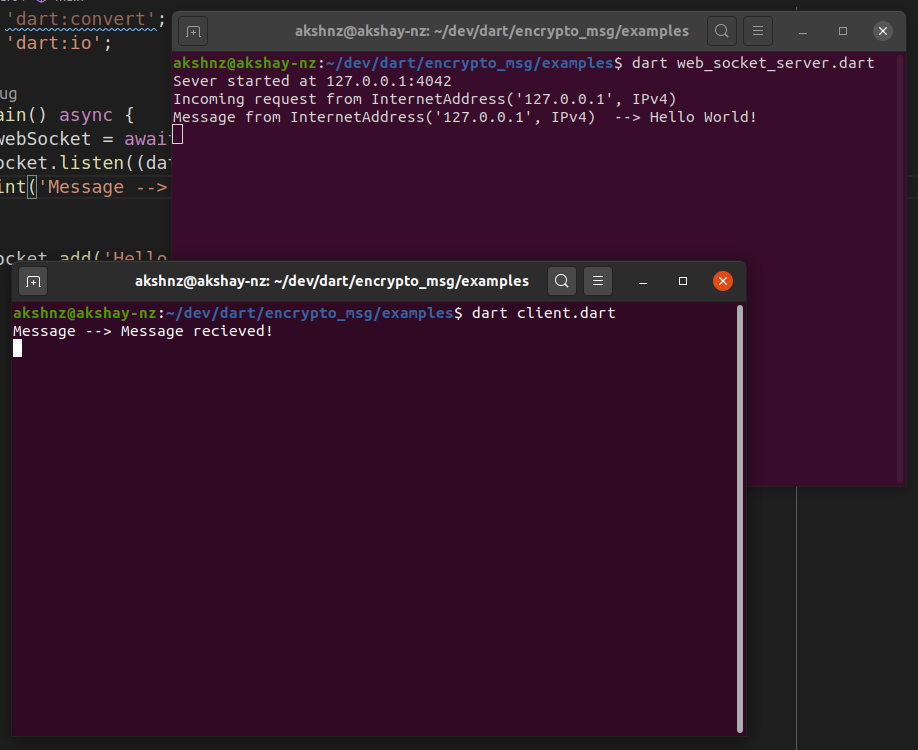 'dart:convert';
'dart:io';
main() async {
webSocket = awai
ocket.listen((dat
int('Message -->
ocket.add('Hello
akshnz@akshay-nz: ~/dev/dart/encrypto_msg/examples
akshnz@akshay-nz:~/dev/dart/encrypto_msg/examples$ dart web_socket_server.dart
Sever started at 127.0.0.1:4042
Incoming request from InternetAddress('127.0.0.1', IPv4)
Message from InternetAddress('127.0.0.1', IPv4)  --> Hello World!
akshnz@akshay-nz: ~/dev/dart/encrypto_msg/examples
akshnz@akshay-nz:~/dev/dart/encrypto_msg/examples$ dart client.dart
Message --> Message recieved!